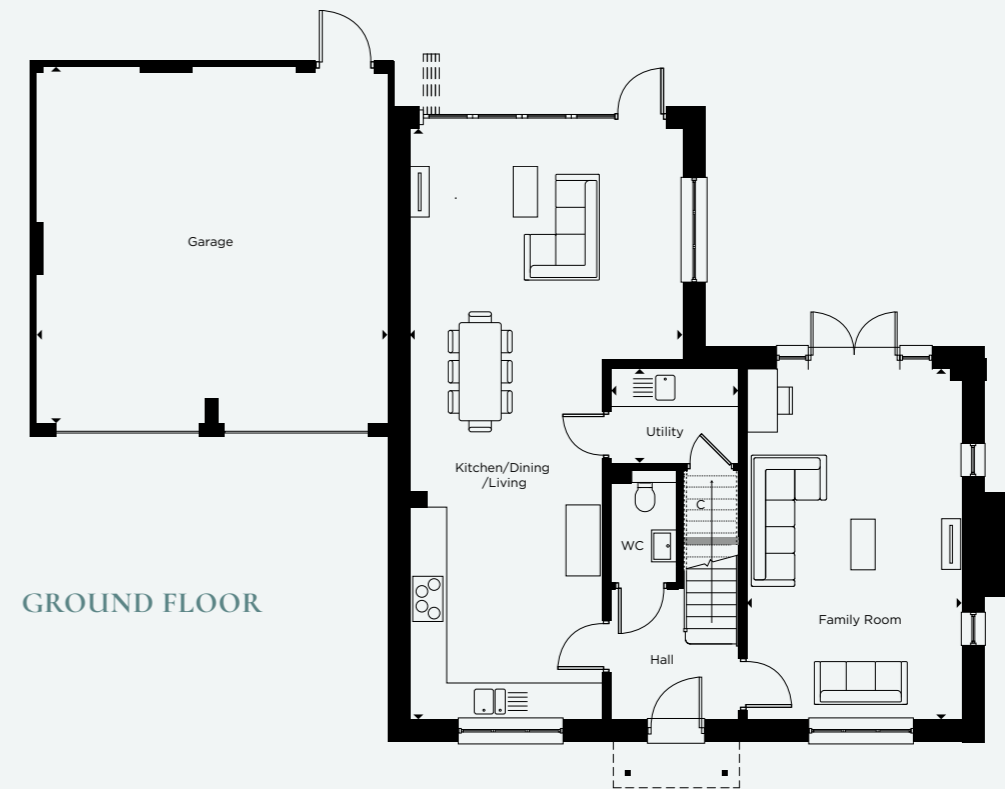 Garage
Utility
Kitchen/Dining
/Living
C
WC
GROUND FLOOR
Family Room
Hall